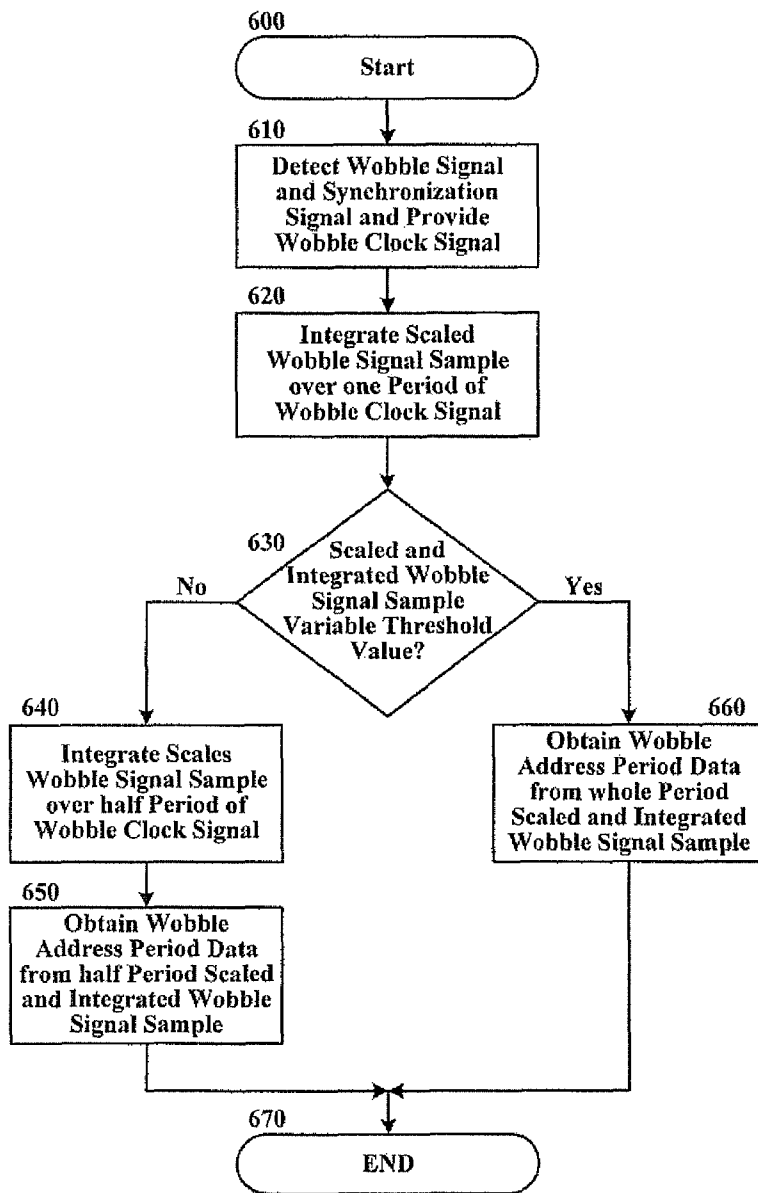 600
Start
610
Detect Wobble Signal
and Synchronization
Signal and Provide
Wobble Clock Signal
620
Integrate Scaled
Wobble Signal Sample
over one Period of
Wobble Clock Signal
630
Scaled and
Integrated Wobble
Signal Sample
Variable Threshold
Value?
No
Yes
640
Integrate Scales
Wobble Signal Sample
over half Period of
Wobble Clock Signal
650
Obtain Wobble
Address Period Data
from half Period Scaled
and Integrated Wobble
Signal Sample
660
Obtain Wobble
Address Period Data
from whole Period
Scaled and Integrated
Wobble Signal Sample
670
END